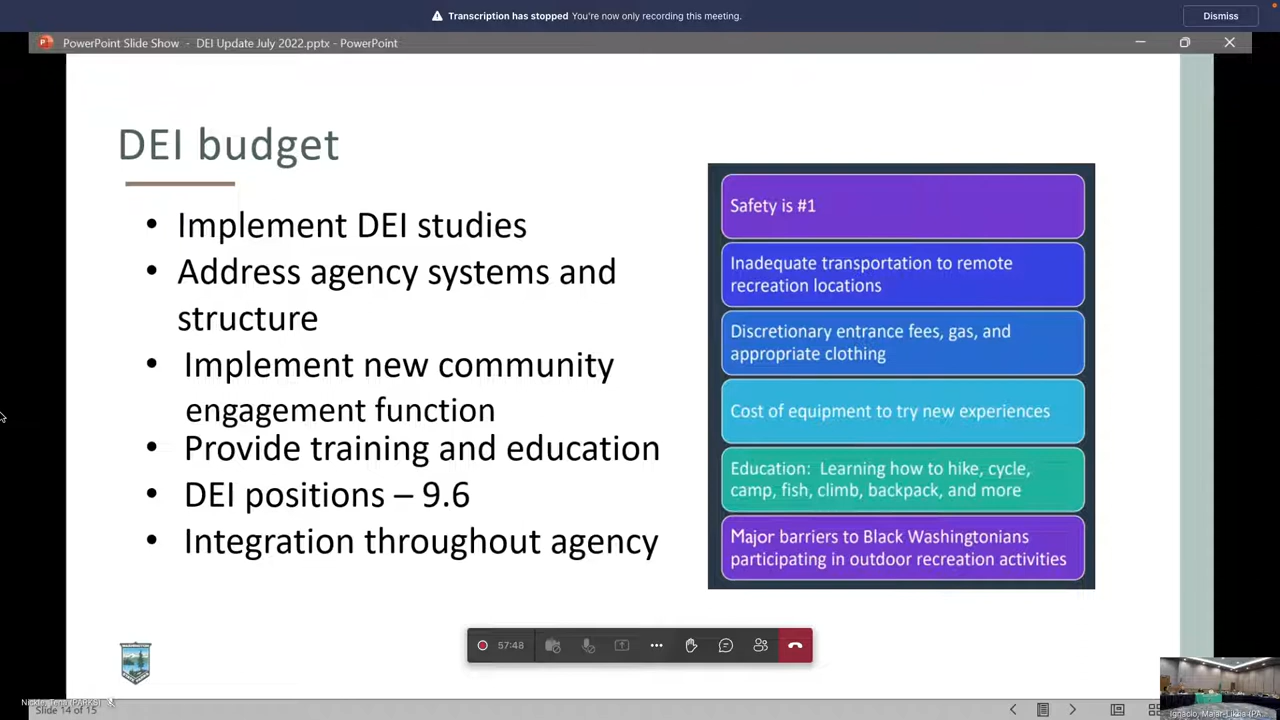 Transcription has stopped You're now only recording this meeting.
Dismiss
PowerPoint Slide Show - DEI Update July 2022.pptx - PowerPoint
DEI budget
• Implement DEI studies
• Address agency systems and
structure
• Implement new community
engagement function
• Provide training and education
• DEI positions – 9.6
• Integration throughout agency
Safety is #1
Inadequate transportation to remote
recreation locations
Discretionary entrance fees, gas, and
appropriate clothing
Cost of equipment to try new experiences
Education: Learning how to hike, cycle,
camp, fish, climb, backpack, and more
Major barriers to Black Washingtonians
participating in outdoor recreation activities
WASHINGTON
57:48
(PARKS)
Slide 14 of 15